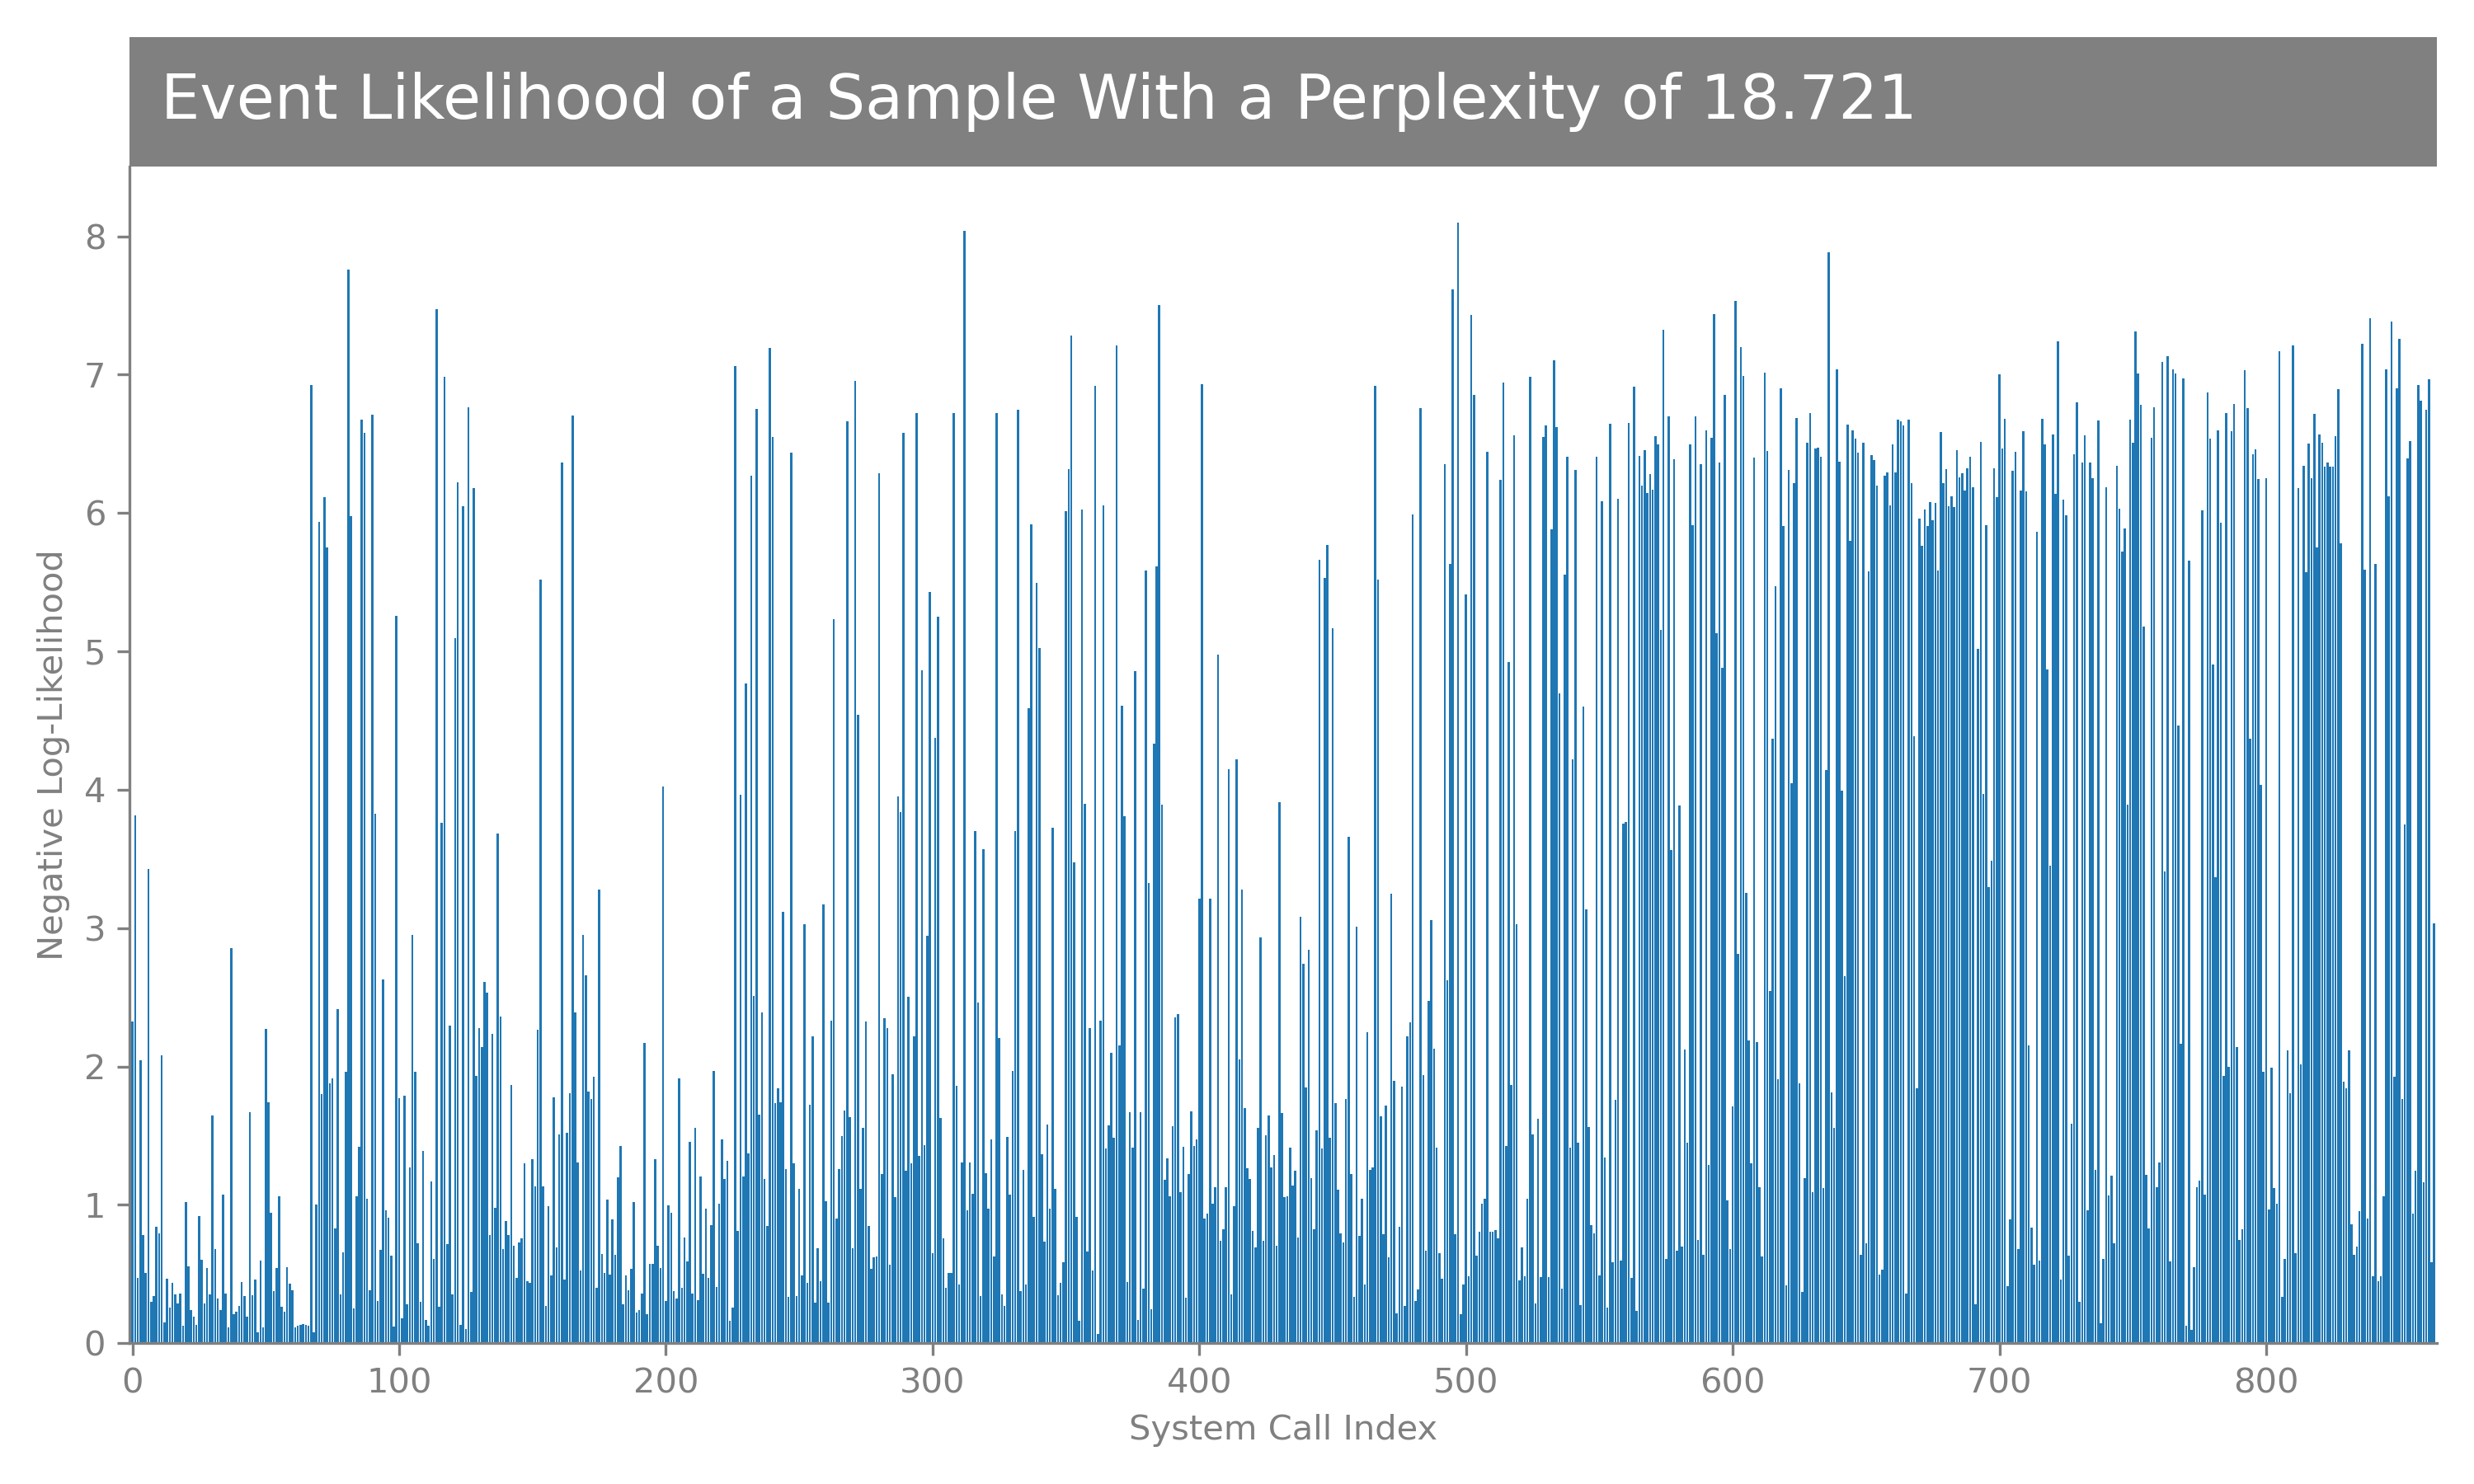 Event Likelihood of a Sample With a Perplexity of 18.721
8
7
6
5
4
3
2
1
0
Negative Log-Likelihood
0 100 200 300 400 500 600 700 800
System Call Index